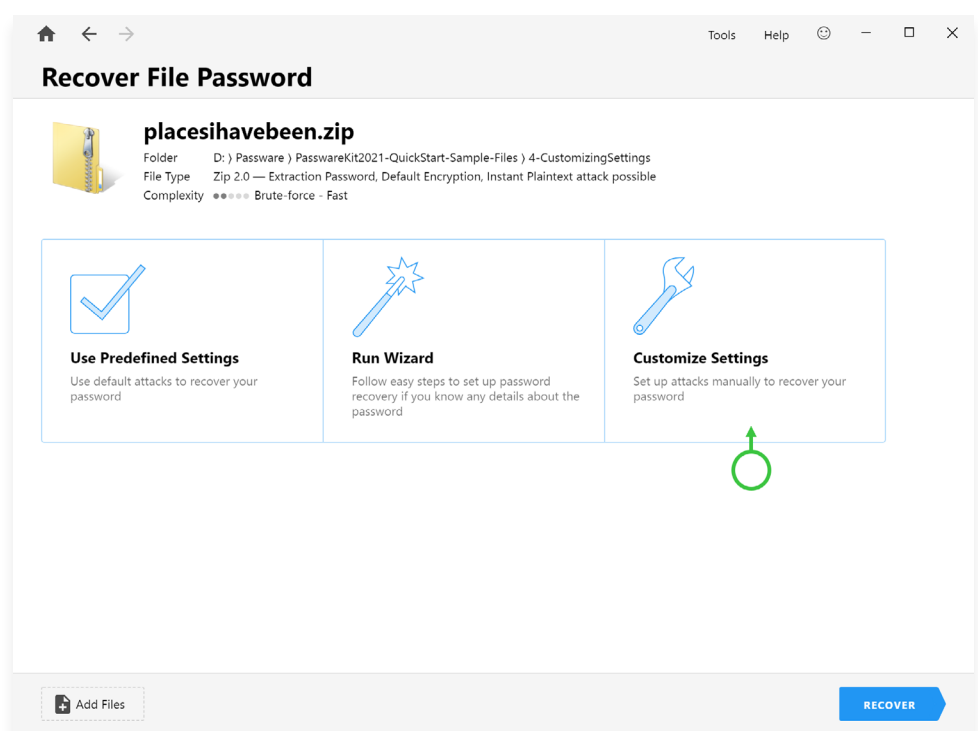 Tools Help
Recover File Password
placesihavebeen.zip
Folder D: ⟩ Passware ⟩ PasswareKit2021-QuickStart-Sample-Files ⟩ 4-CustomizingSettings
File Type Zip 2.0 — Extraction Password, Default Encryption, Instant Plaintext attack possible
Complexity Brute-force - Fast
Use Predefined Settings
Use default attacks to recover your
password
Run Wizard
Follow easy steps to set up password
recovery if you know any details about the
password
Customize Settings
Set up attacks manually to recover your
password
Add Files
RECOVER